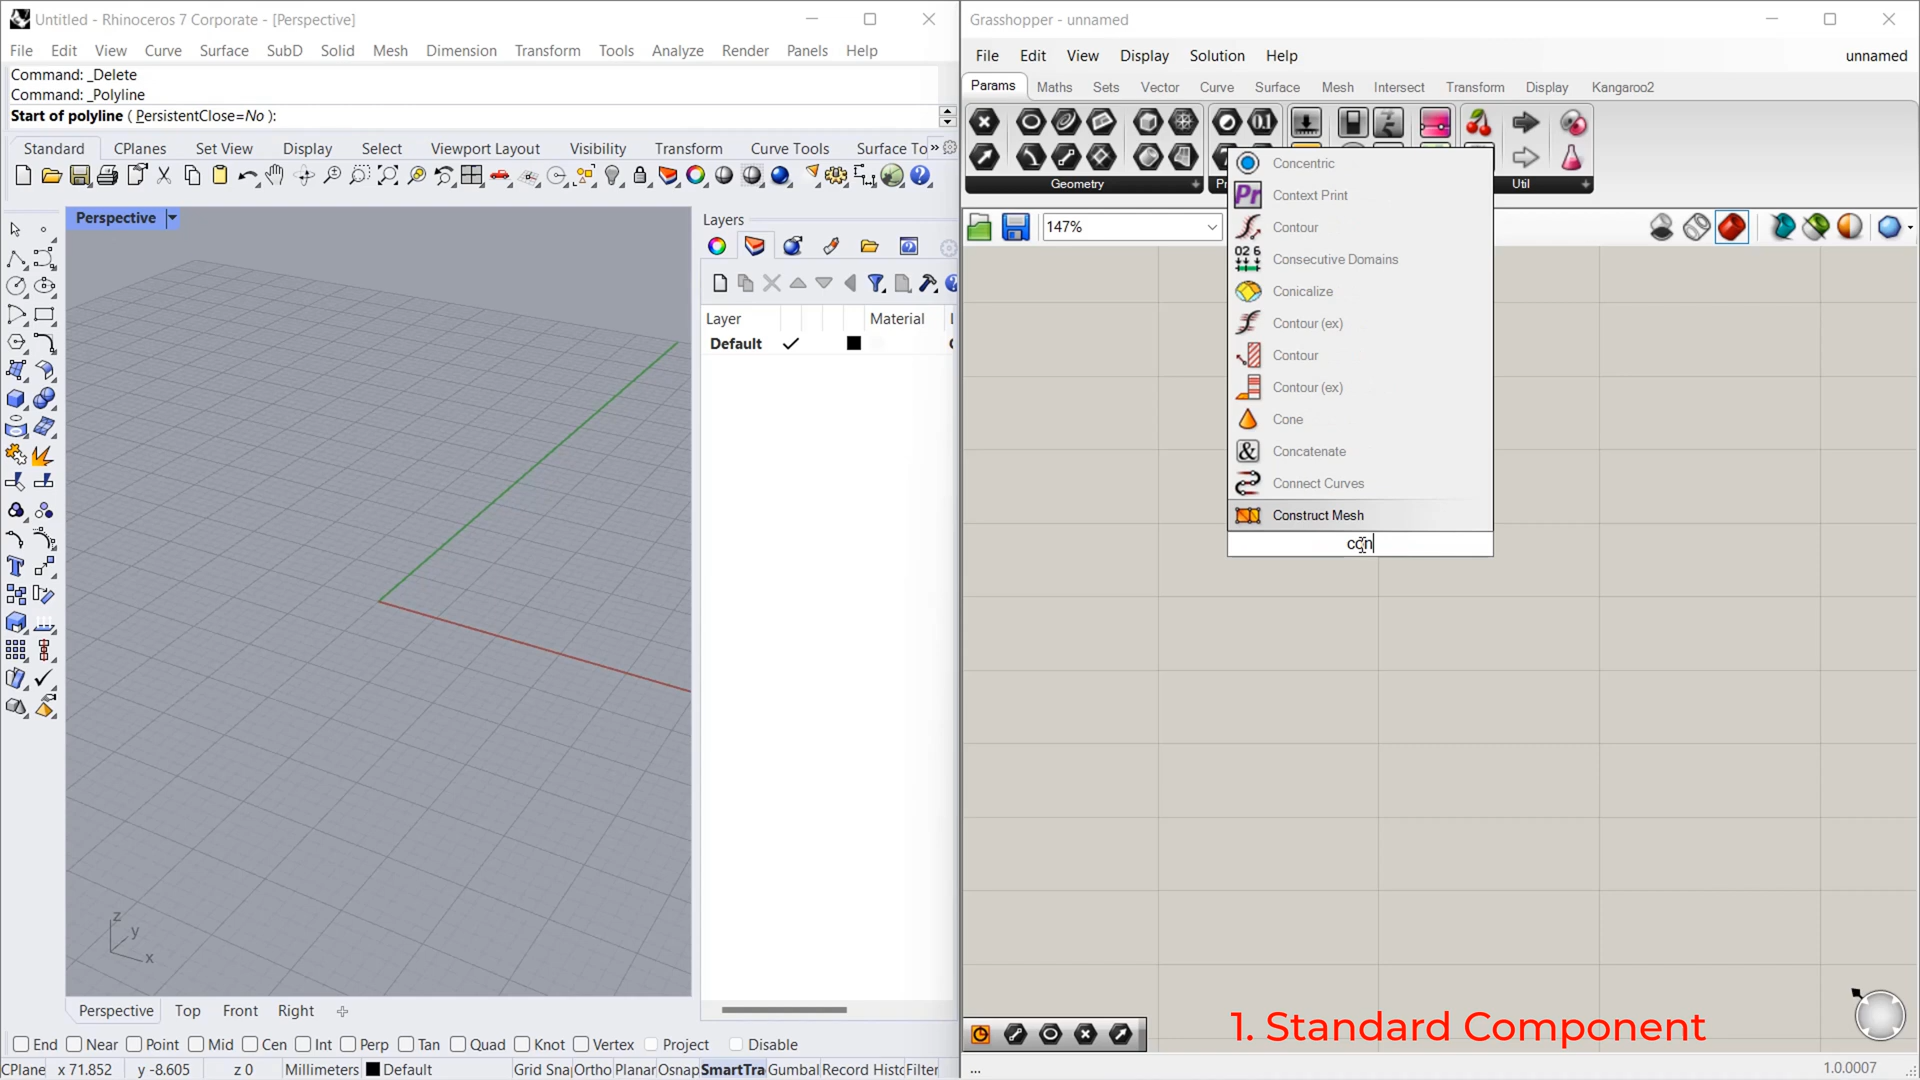 Untitled - Rhinoceros 7 Corporate - [Perspective]
File Edit View Curve Surface SubD Solid Mesh Dimension Transform Tools Analyze Render Panels Help
Command: _Delete
Command: _Polyline
Start of polyline ( PersistentClose=No ):
Standard CPlanes Set View Display Select Viewport Layout Visibility Transform Curve Tools Surface To »
Perspective
Layers
Layer Material
Default
z
y
x
Perspective Top Front Right
End Near Point Mid Cen Int Perp Tan Quad Knot Vertex Project Disable
CPlane x 71.852 y -8.605 z 0 Millimeters Default Grid Sna Ortho Planar Osnap SmartTra Gumbal Record Histo Filter
Grasshopper - unnamed
File Edit View Display Solution Help unnamed
Params Maths Sets Vector Curve Surface Mesh Intersect Transform Display Kangaroo2
Geometry Util
147%
Concentric
Context Print
Contour
Consecutive Domains
Conicalize
Contour (ex)
Contour
Contour (ex)
Cone
Concatenate
Connect Curves
Construct Mesh
con
1. Standard Component
... 1.0.0007